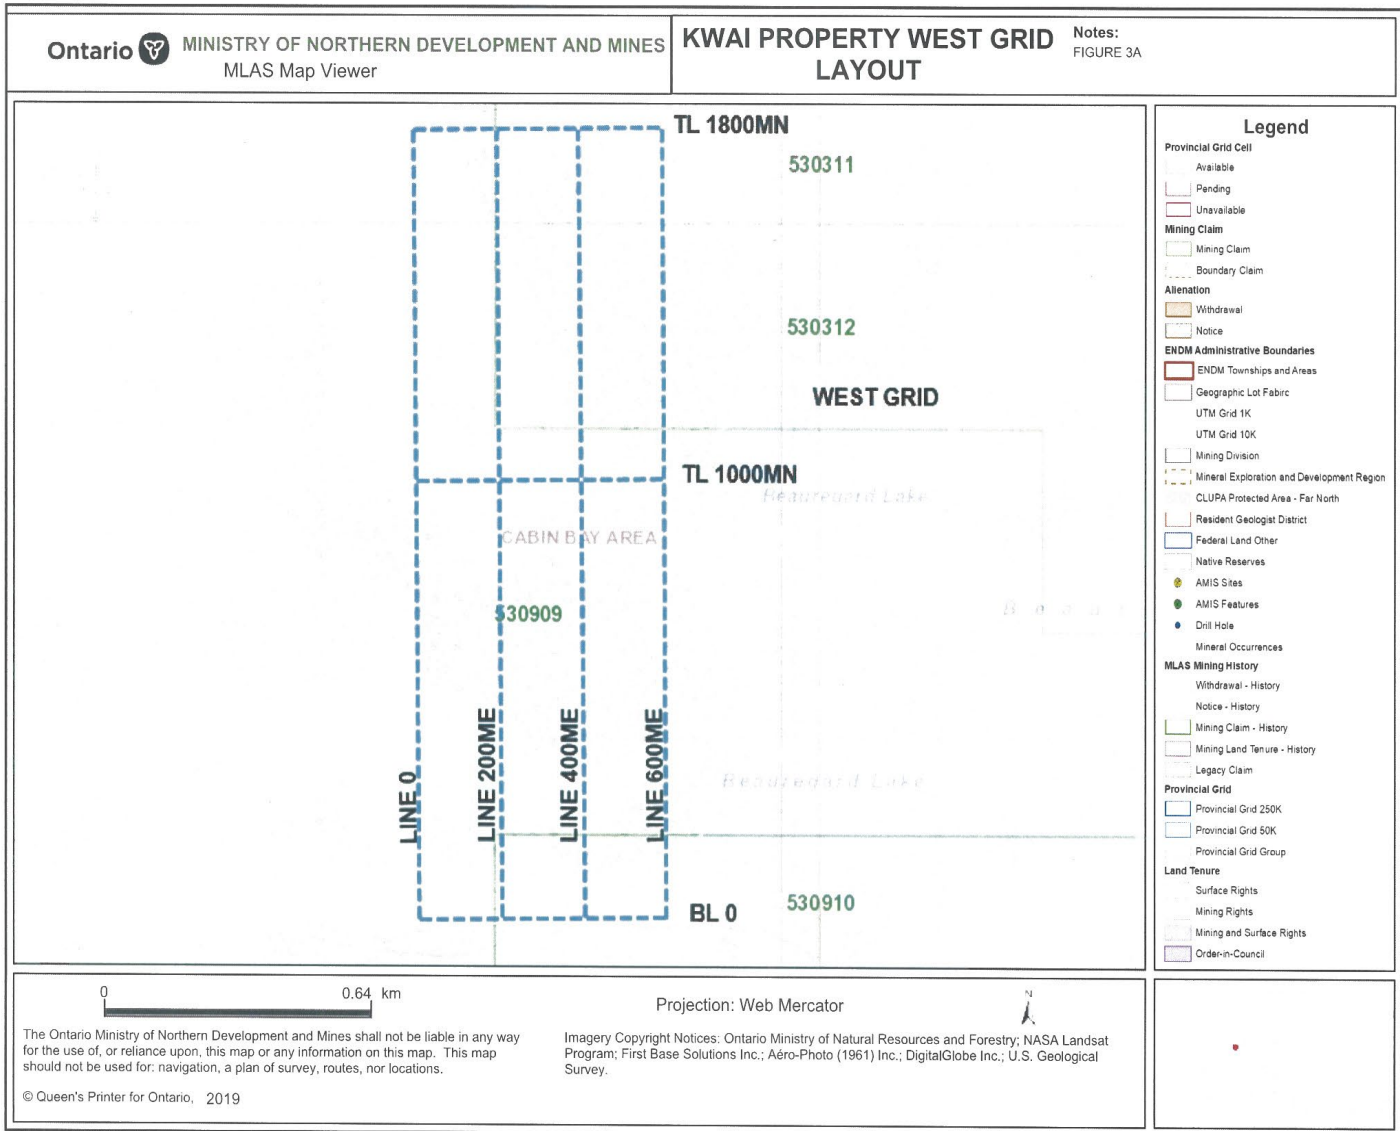 Ontario
MINISTRY OF NORTHERN DEVELOPMENT AND MINES
MLAS Map Viewer
KWAI PROPERTY WEST GRID
LAYOUT
Notes:
FIGURE 3A
TL 1800MN
530311
530312
WEST GRID
TL 1000MN
Beauregard Lake
CABIN BAY AREA
530909
LINE 0
LINE 200ME
LINE 400ME
LINE 600ME
Beauregard Lake
BL 0
530910
Legend
Provincial Grid Cell
Available
Pending
Unavailable
Mining Claim
Mining Claim
Boundary Claim
Alienation
Withdrawal
Notice
ENDM Administrative Boundaries
ENDM Townships and Areas
Geographic Lot Fabirc
UTM Grid 1K
UTM Grid 10K
Mining Division
Mineral Exploration and Development Region
CLUPA Protected Area - Far North
Resident Geologist District
Federal Land Other
Native Reserves
AMIS Sites
AMIS Features
Drill Hole
Mineral Occurrences
MLAS Mining History
Withdrawal - History
Notice - History
Mining Claim - History
Mining Land Tenure - History
Legacy Claim
Provincial Grid
Provincial Grid 250K
Provincial Grid 50K
Provincial Grid Group
Land Tenure
Surface Rights
Mining Rights
Mining and Surface Rights
Order-in-Council
0
0.64 km
Projection: Web Mercator
N
The Ontario Ministry of Northern Development and Mines shall not be liable in any way
for the use of, or reliance upon, this map or any information on this map. This map
should not be used for: navigation, a plan of survey, routes, nor locations.
© Queen's Printer for Ontario, 2019
Imagery Copyright Notices: Ontario Ministry of Natural Resources and Forestry; NASA Landsat
Program; First Base Solutions Inc.; Aéro-Photo (1961) Inc.; DigitalGlobe Inc.; U.S. Geological
Survey.